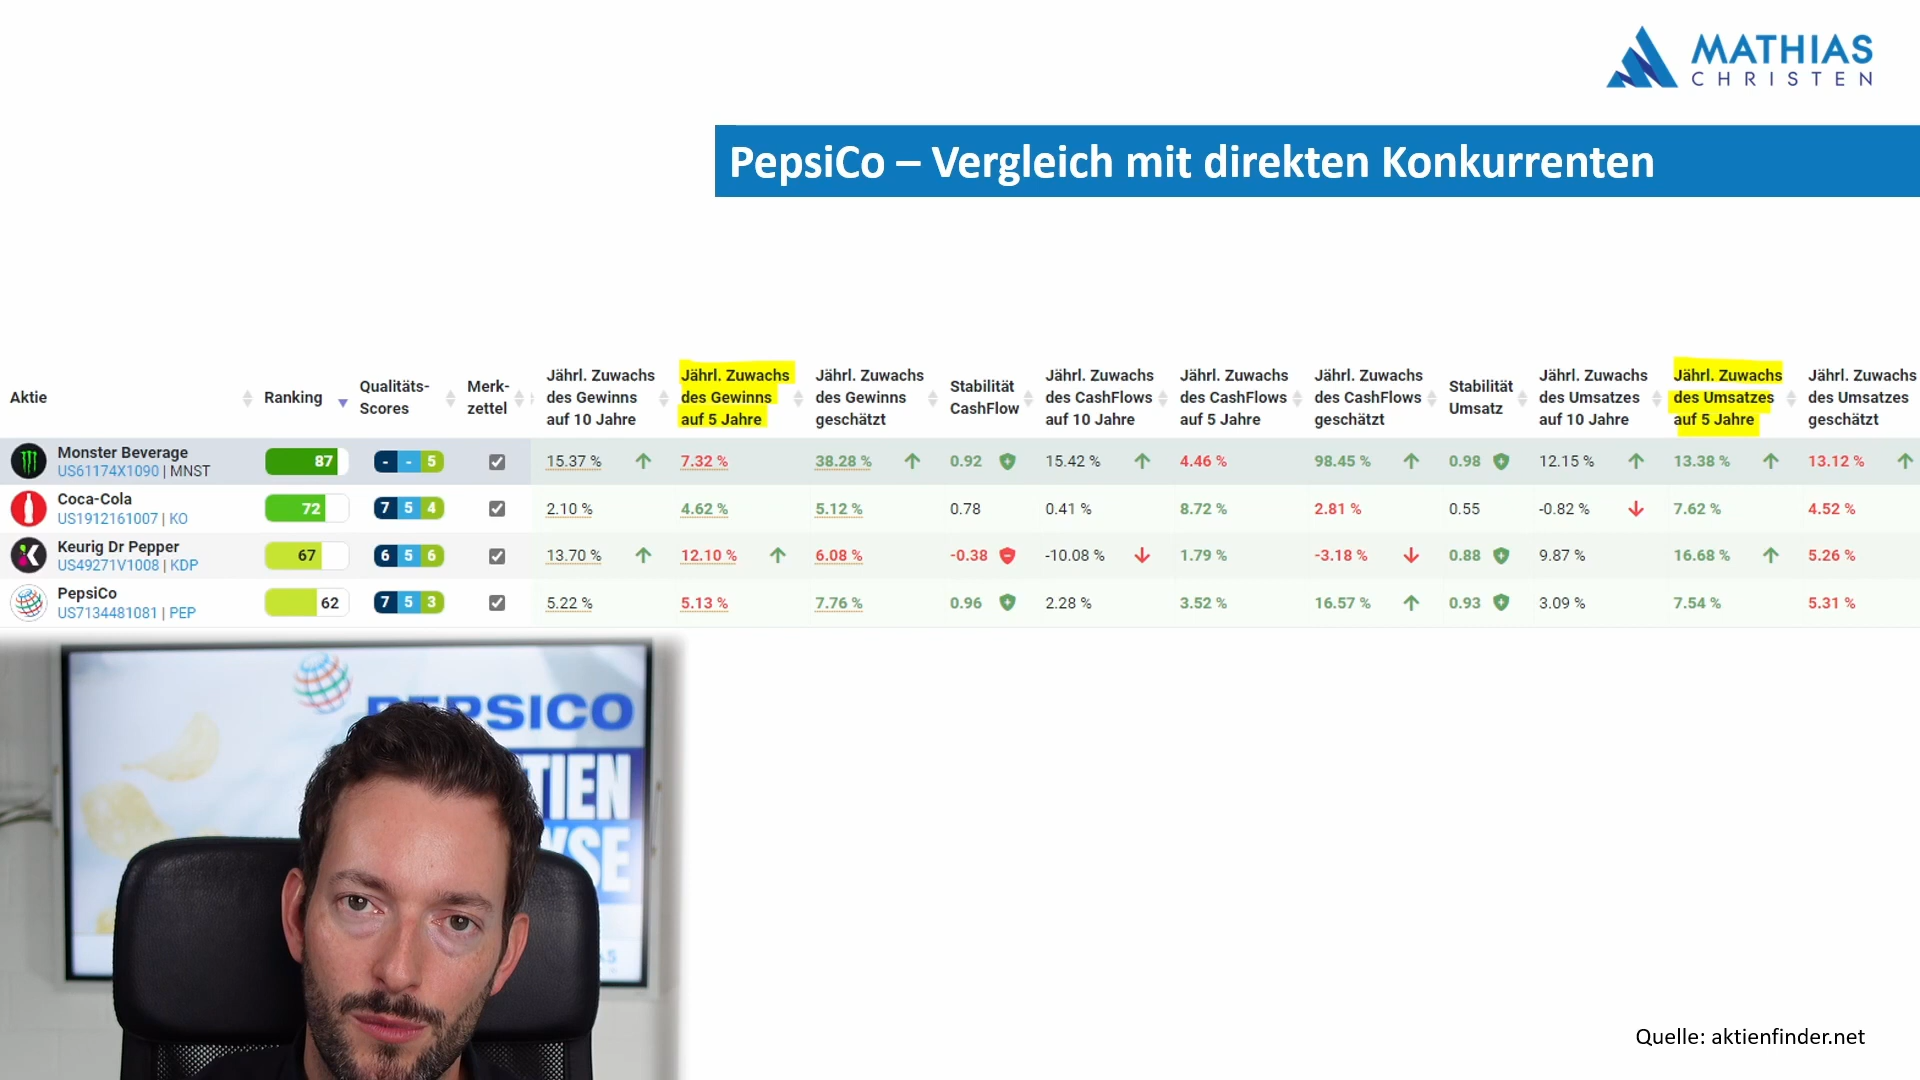 MATHIAS
CHRISTEN
PepsiCo – Vergleich mit direkten Konkurrenten
Aktie Ranking Qualitäts-Scores Merk-zettel Jährl. Zuwachs des Gewinns auf 10 Jahre Jährl. Zuwachs des Gewinns auf 5 Jahre Jährl. Zuwachs des Gewinns geschätzt Stabilität CashFlow Jährl. Zuwachs des CashFlows auf 10 Jahre Jährl. Zuwachs des CashFlows auf 5 Jahre Jährl. Zuwachs des CashFlows geschätzt Stabilität Umsatz Jährl. Zuwachs des Umsatzes auf 10 Jahre Jährl. Zuwachs des Umsatzes auf 5 Jahre Jährl. Zuwachs des Umsatzes geschätzt
Monster Beverage
US61174X1090 | MNST
87 - - 5 15.37 % 7.32 % 38.28 % 0.92 15.42 % 4.46 % 98.45 % 0.98 12.15 % 13.38 % 13.12 %
Coca-Cola
US1912161007 | KO
72 7 5 4 2.10 % 4.62 % 5.12 % 0.78 0.41 % 8.72 % 2.81 % 0.55 -0.82 % 7.62 % 4.52 %
Keurig Dr Pepper
US49271V1008 | KDP
67 6 5 6 13.70 % 12.10 % 6.08 % -0.38 -10.08 % 1.79 % -3.18 % 0.88 9.87 % 16.68 % 5.26 %
PepsiCo
US7134481081 | PEP
62 7 5 3 5.22 % 5.13 % 7.76 % 0.96 2.28 % 3.52 % 16.57 % 0.93 3.09 % 7.54 % 5.31 %
PEPSICO
Quelle: aktienfinder.net